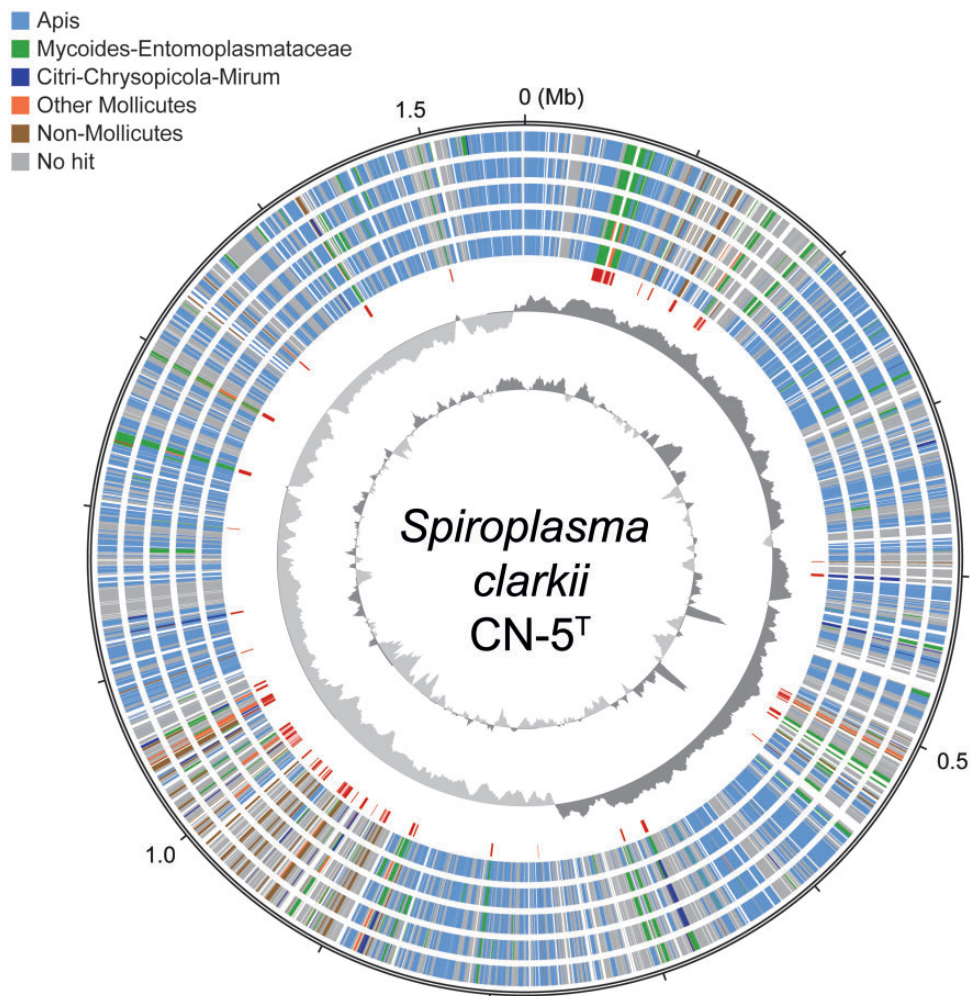 Apis
Mycoides-Entomoplasmataceae
Citri-Chrysopicola-Mirum
Other Mollicutes
Non-Mollicutes
No hit
0 (Mb)
1.5
Spiroplasma
clarkii
CN-5ᵀ
0.5
1.0